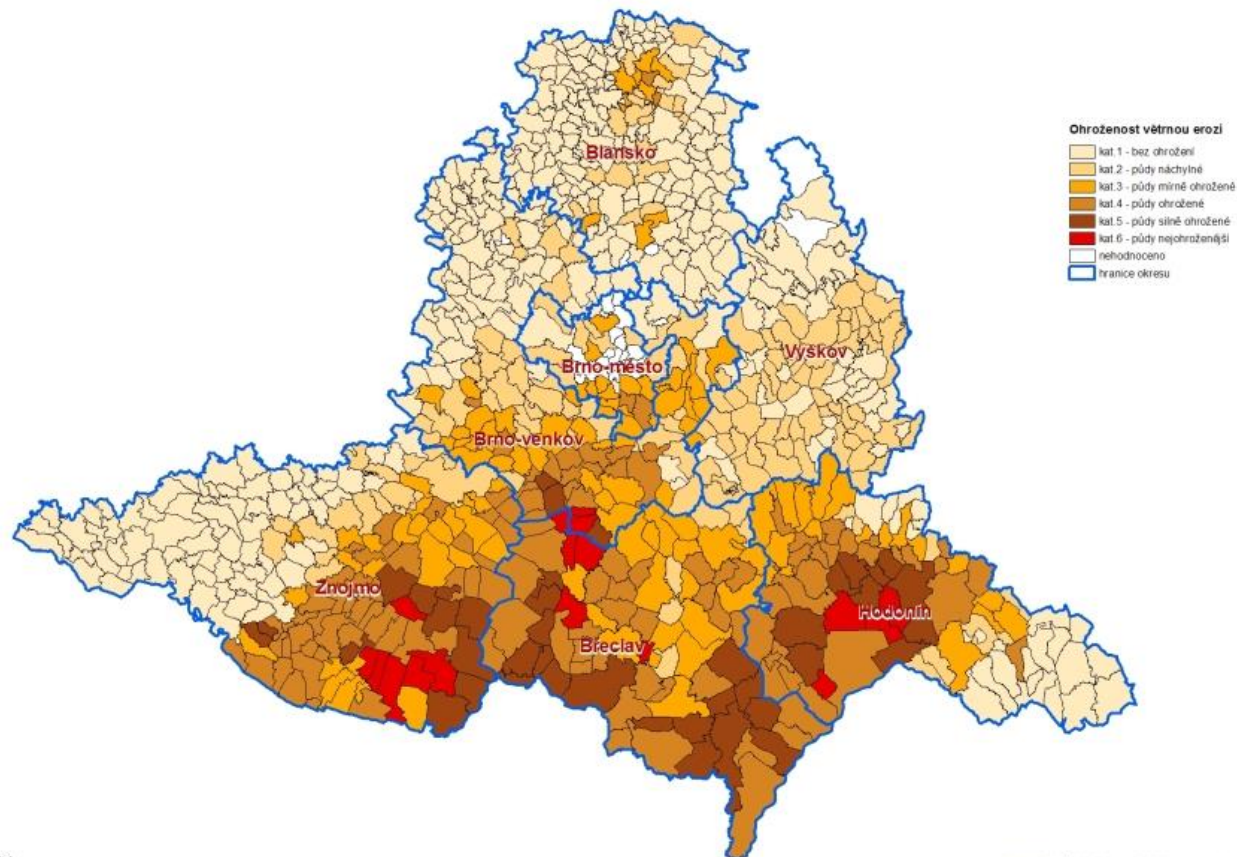 Blansko
Ohroženost větrnou erozí
kat.1 - bez ohrožení
kat.2 - půdy náchylné
kat.3 - půdy mírně ohrožené
kat.4 - půdy ohrožené
kat.5 - půdy silně ohrožené
kat.6 - půdy nejohroženější
nehodnoceno
hranice okresu
Vyškov
Brno-město
Brno-venkov
Znojmo
Hodonín
Břeclav